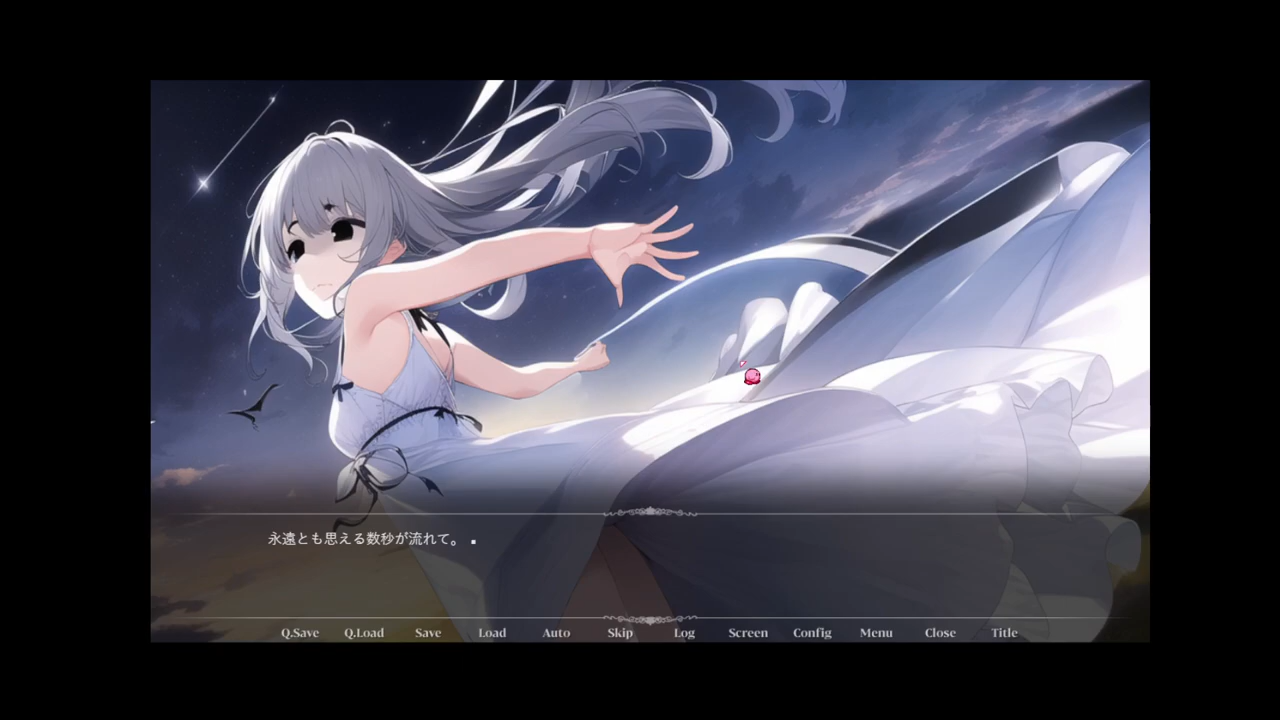 永遠とも思える数秒が流れて。
Q.Save Q.Load Save Load Auto Skip Log Screen Config Menu Close Title